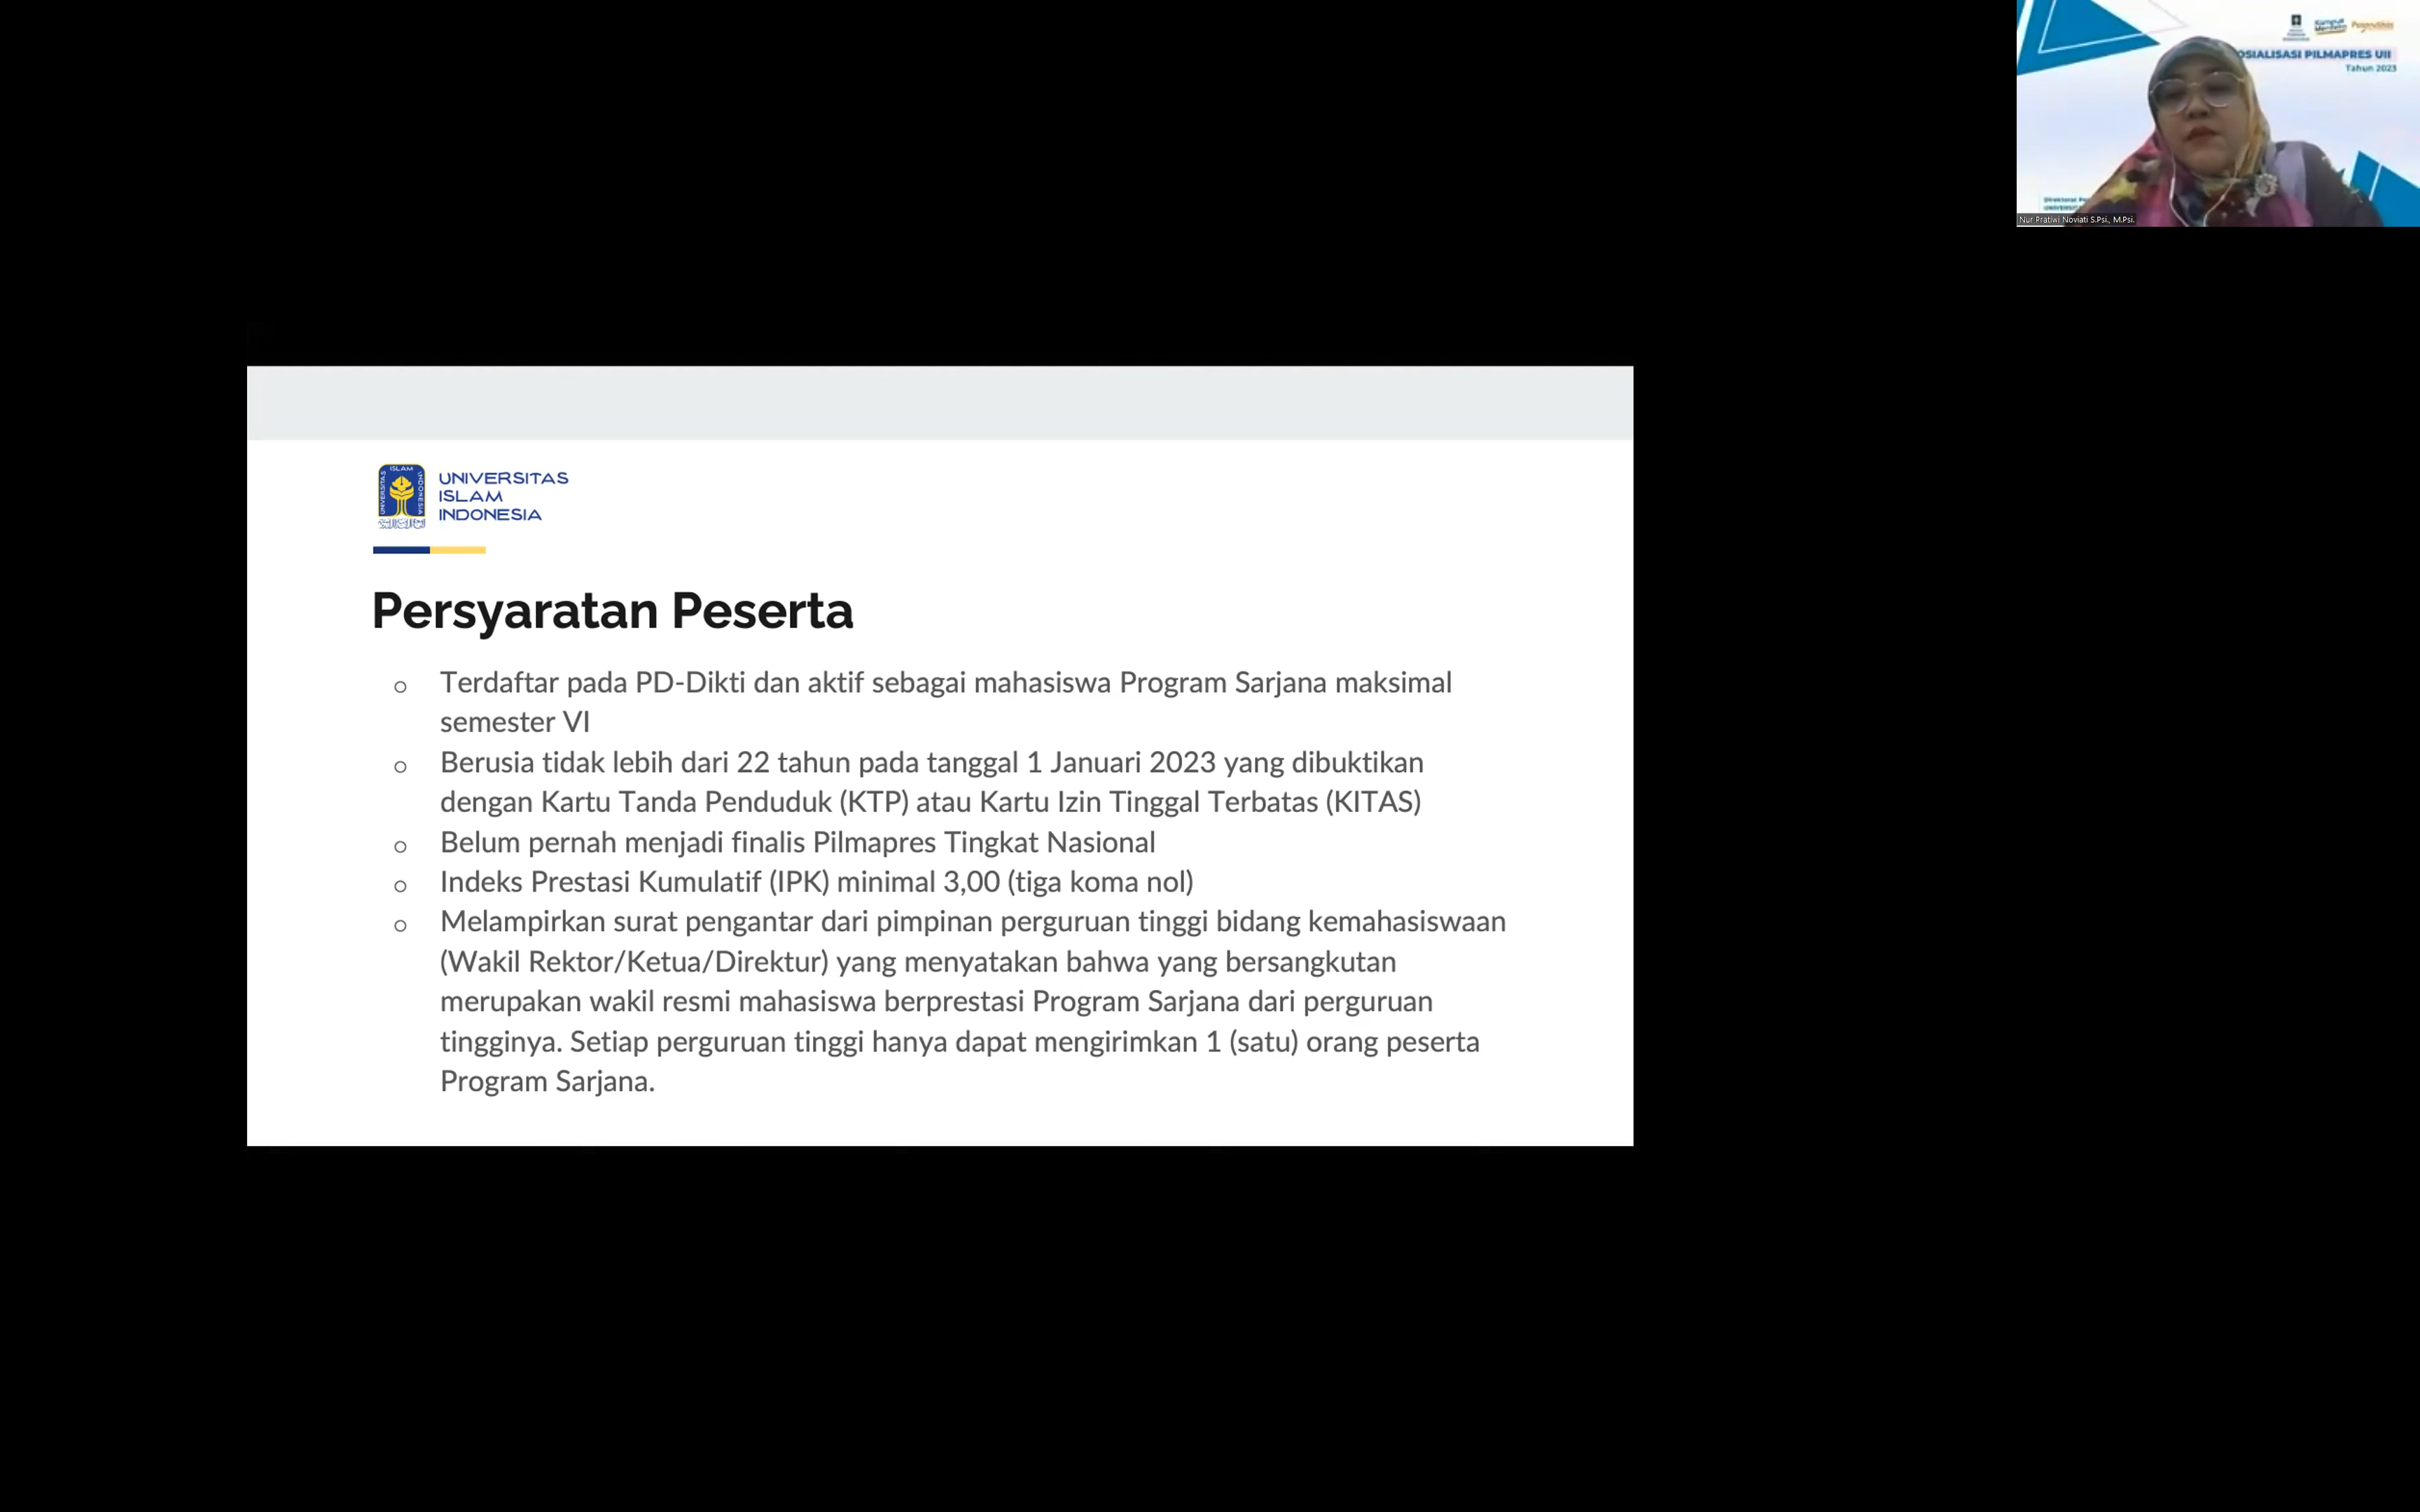 Kampus
Merdeka
SOSIALISASI PILMAPRES UII
Tahun 2023
Nur Pratiwi Noviati S.Psi., M.Psi.
UNIVERSITAS ISLAM INDONESIA
UNIVERSITAS
ISLAM
INDONESIA
Persyaratan Peserta
○ Terdaftar pada PD-Dikti dan aktif sebagai mahasiswa Program Sarjana maksimal
semester VI
○ Berusia tidak lebih dari 22 tahun pada tanggal 1 Januari 2023 yang dibuktikan
dengan Kartu Tanda Penduduk (KTP) atau Kartu Izin Tinggal Terbatas (KITAS)
○ Belum pernah menjadi finalis Pilmapres Tingkat Nasional
○ Indeks Prestasi Kumulatif (IPK) minimal 3,00 (tiga koma nol)
○ Melampirkan surat pengantar dari pimpinan perguruan tinggi bidang kemahasiswaan
(Wakil Rektor/Ketua/Direktur) yang menyatakan bahwa yang bersangkutan
merupakan wakil resmi mahasiswa berprestasi Program Sarjana dari perguruan
tingginya. Setiap perguruan tinggi hanya dapat mengirimkan 1 (satu) orang peserta
Program Sarjana.